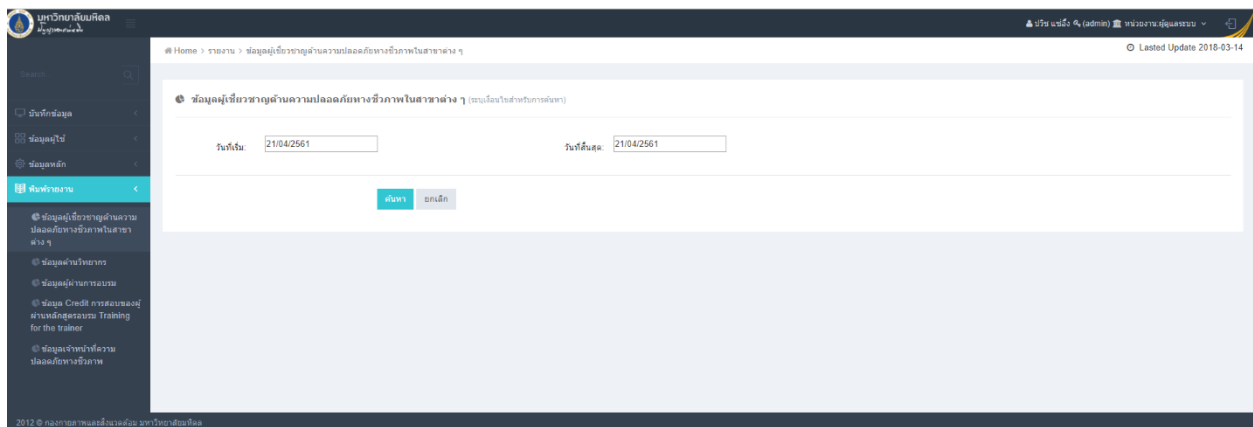 มหาวิทยาลัยมหิดล
ปัญญาของแผ่นดิน
ปวีช แซ่อึ้ง (admin) หน่วยงาน:ผู้ดูแลระบบ
Home > รายงาน > ข้อมูลผู้เชี่ยวชาญด้านความปลอดภัยทางชีวภาพในสาขาต่าง ๆ
Lasted Update 2018-03-14
Search
ข้อมูลผู้เชี่ยวชาญด้านความปลอดภัยทางชีวภาพในสาขาต่าง ๆ (ระบุเงื่อนไขสำหรับการค้นหา)
บันทึกข้อมูล
ข้อมูลผู้ใช้
ข้อมูลหลัก
พิมพ์รายงาน
วันที่เริ่ม: 21/04/2561 วันที่สิ้นสุด: 21/04/2561
ค้นหา ยกเลิก
ข้อมูลผู้เชี่ยวชาญด้านความ
ปลอดภัยทางชีวภาพในสาขา
ต่าง ๆ
ข้อมูลด้านวิทยากร
ข้อมูลผู้ผ่านการอบรม
ข้อมูล Credit การสอนของผู้
ผ่านหลักสูตรอบรม Training
for the trainer
ข้อมูลเจ้าหน้าที่ความ
ปลอดภัยทางชีวภาพ
2012 © กองกายภาพและสิ่งแวดล้อม มหาวิทยาลัยมหิดล